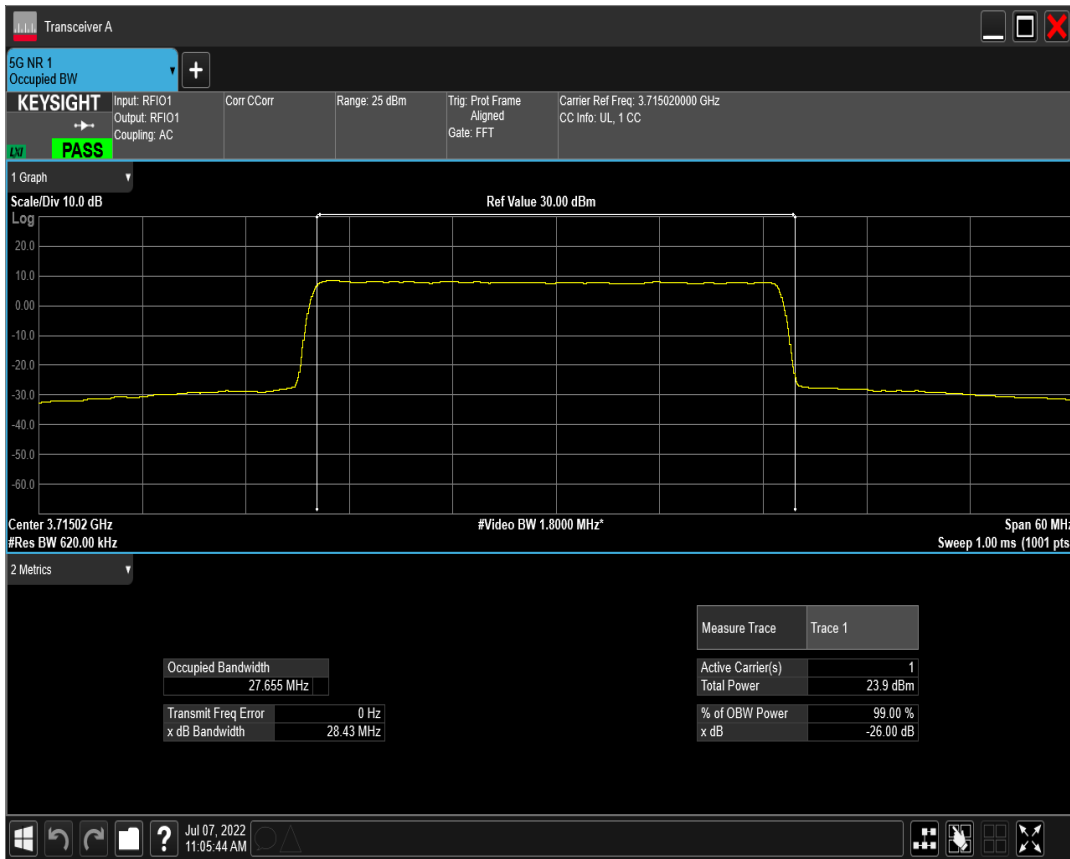 Transceiver A
5G NR 1
Occupied BW
KEYSIGHT
LXI
PASS
Input: RFIO1
Output: RFIO1
Coupling: AC
Corr CCorr
Range: 25 dBm
Trig: Prot Frame
Aligned
Gate: FFT
Carrier Ref Freq: 3.715020000 GHz
CC Info: UL, 1 CC
1 Graph
Scale/Div 10.0 dB
Ref Value 30.00 dBm
Log
20.0
10.0
0.00
-10.0
-20.0
-30.0
-40.0
-50.0
-60.0
Center 3.71502 GHz
#Video BW 1.8000 MHz*
Span 60 MHz
#Res BW 620.00 kHz
Sweep 1.00 ms (1001 pts
2 Metrics
Measure Trace Trace 1
Occupied Bandwidth
27.655 MHz
Active Carrier(s) 1
Total Power 23.9 dBm
Transmit Freq Error 0 Hz
x dB Bandwidth 28.43 MHz
% of OBW Power 99.00 %
x dB -26.00 dB
?
Jul 07, 2022
11:05:44 AM